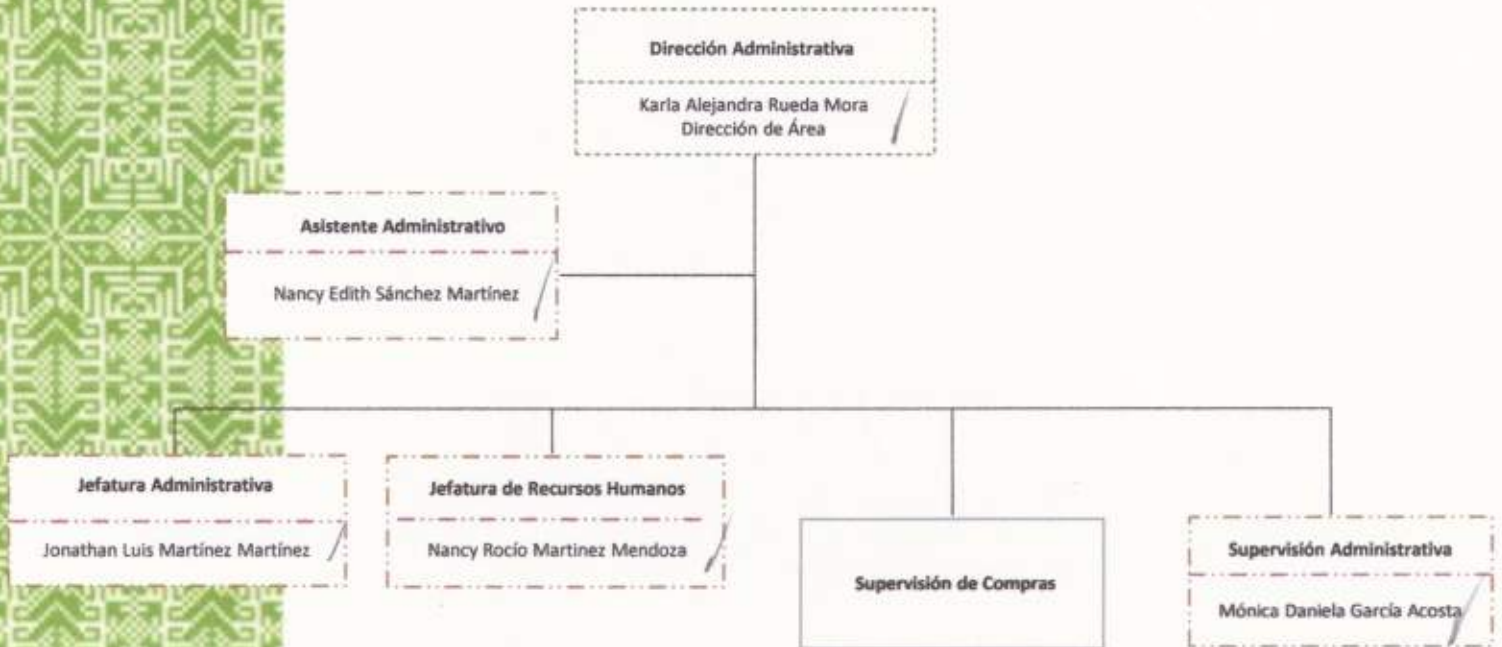 Dirección Administrativa
Karla Alejandra Rueda Mora
Dirección de Área
Asistente Administrativo
Nancy Edith Sánchez Martínez
Jefatura Administrativa
Jonathan Luis Martínez Martínez
Jefatura de Recursos Humanos
Nancy Rocío Martinez Mendoza
Supervisión de Compras
Supervisión Administrativa
Mónica Daniela García Acosta